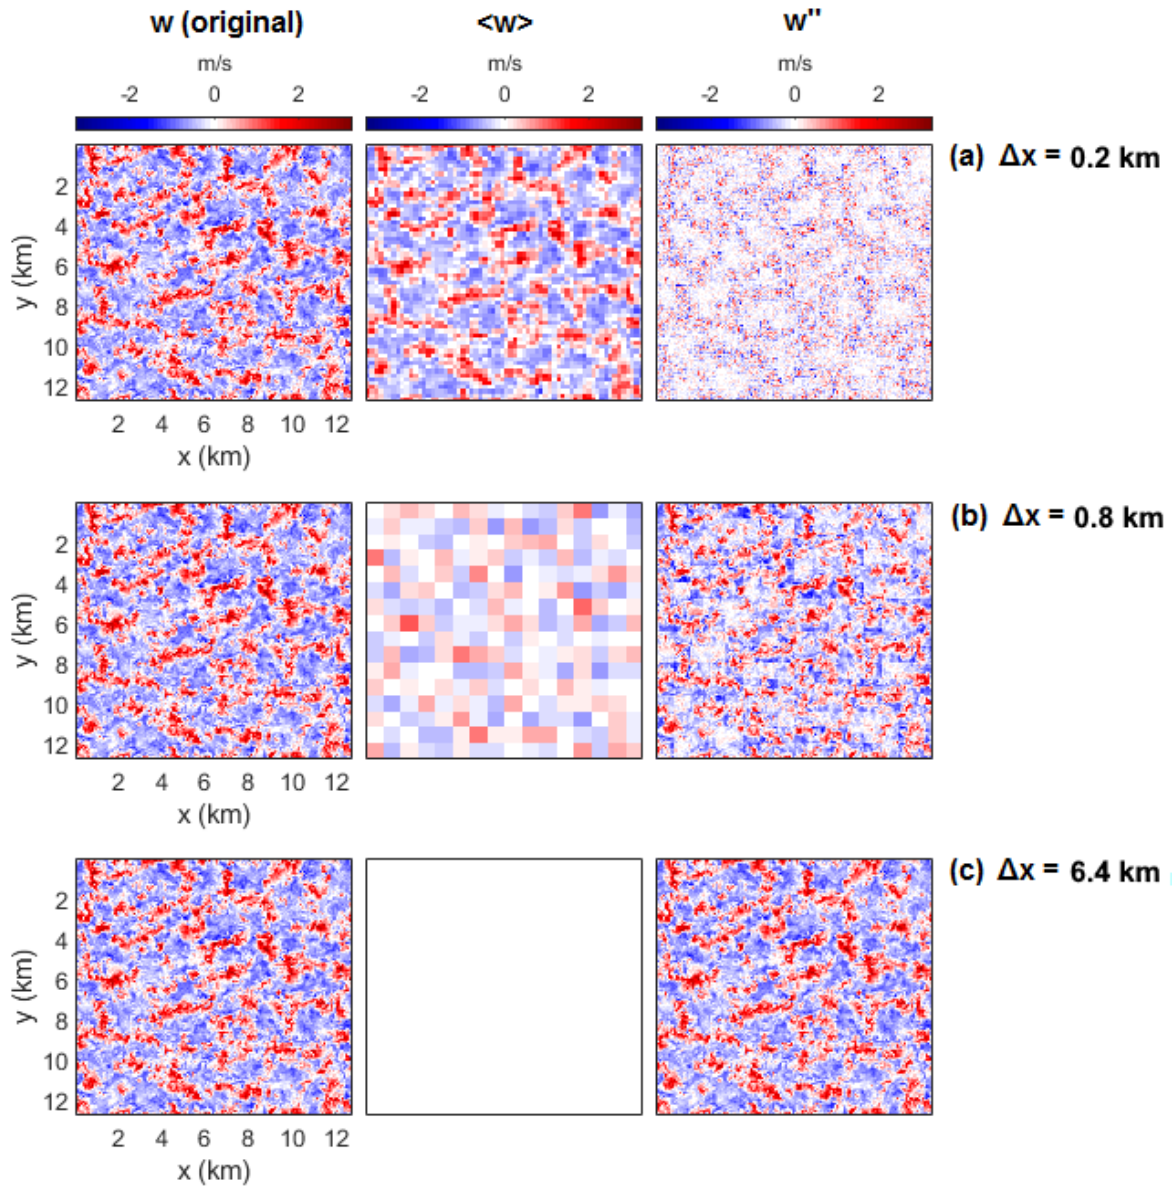 w (original) <w> w"
m/s m/s m/s
-2 0 2 -2 0 2 -2 0 2
(a) Δx = 0.2 km
2
4
6
8
10
12
y (km)
2 4 6 8 10 12
x (km)
(b) Δx = 0.8 km
2
4
6
8
10
12
y (km)
2 4 6 8 10 12
x (km)
(c) Δx = 6.4 km
2
4
6
8
10
12
y (km)
2 4 6 8 10 12
x (km)